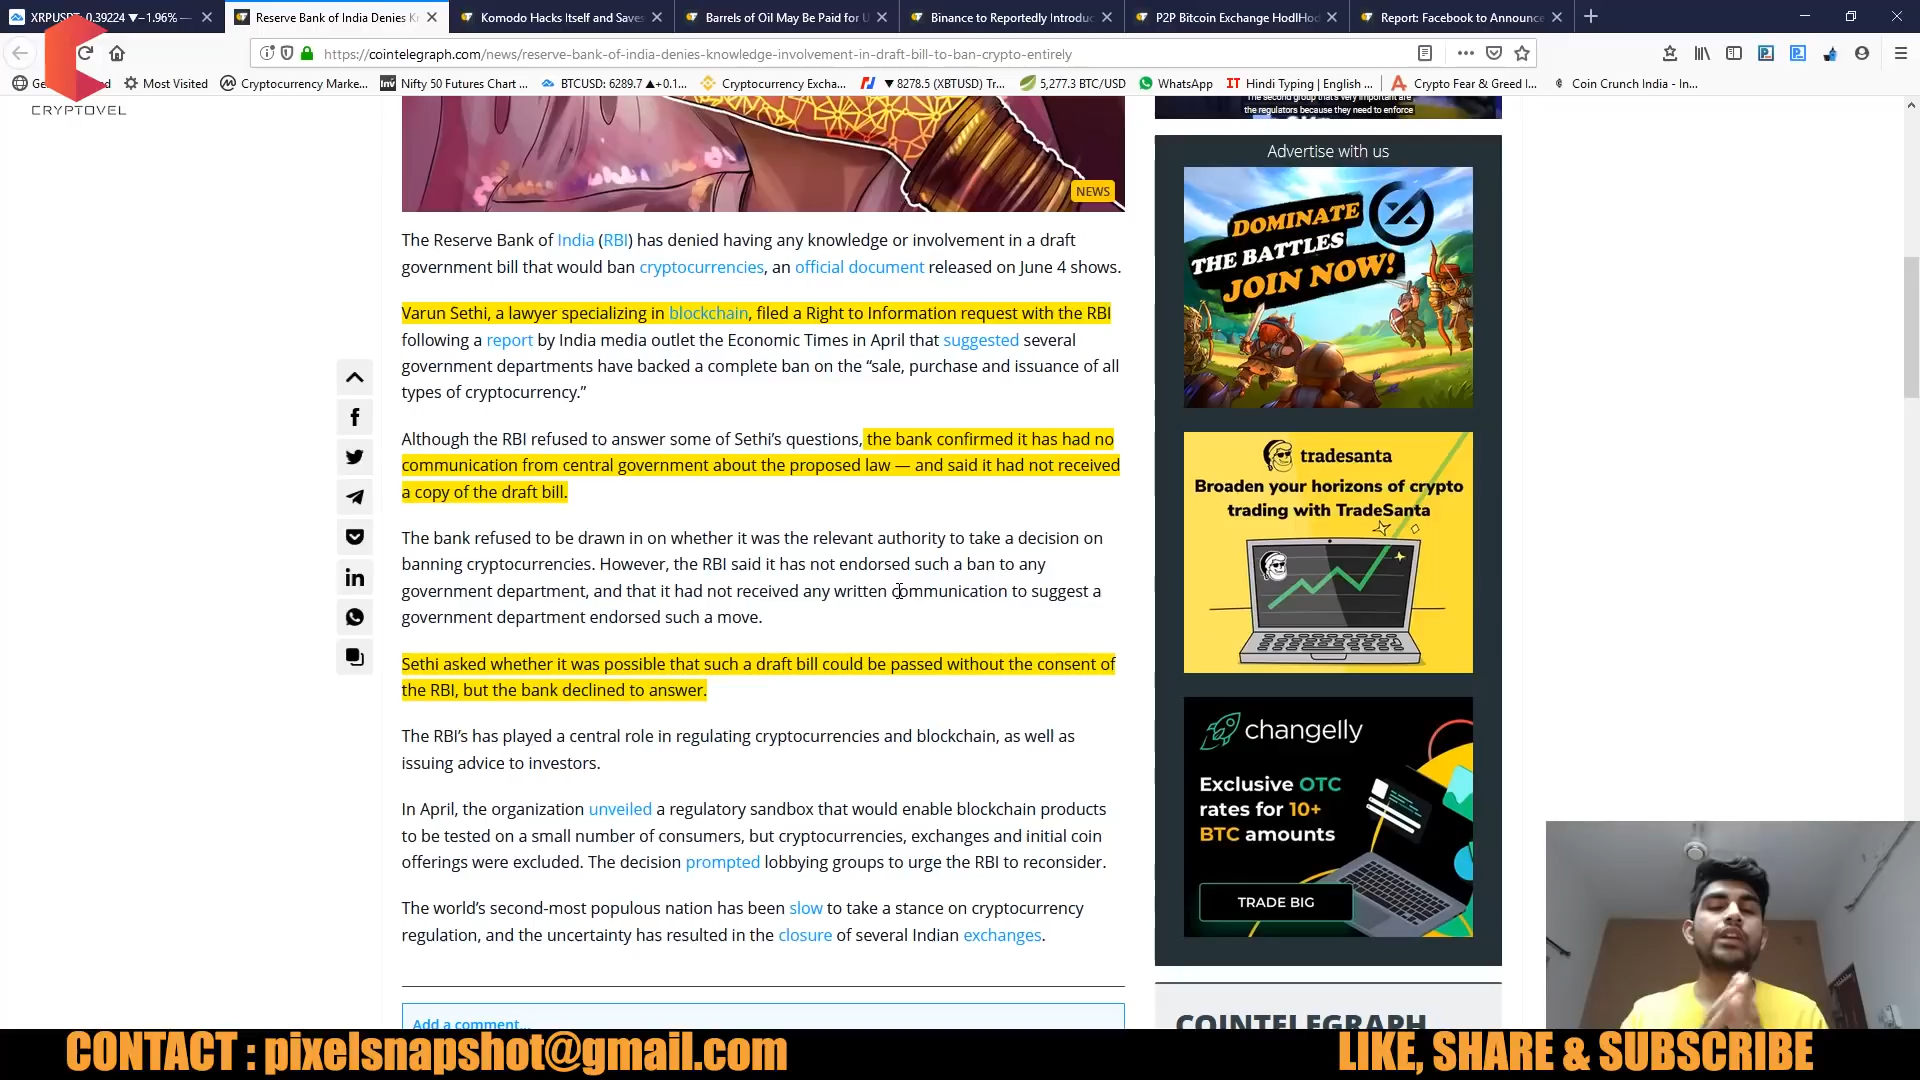 XRPUSDT 0.39224 ▼−1.96%
Reserve Bank of India Denies Kr
Komodo Hacks Itself and Saves
Barrels of Oil May Be Paid for U
Binance to Reportedly Introduc
P2P Bitcoin Exchange HodlHod
Report: Facebook to Announce
https://cointelegraph.com/news/reserve-bank-of-india-denies-knowledge-involvement-in-draft-bill-to-ban-crypto-entirely
Most Visited
Cryptocurrency Marke...
Nifty 50 Futures Chart ...
BTCUSD: 6289.7 ▲+0.1...
Cryptocurrency Excha...
▼ 8278.5 (XBTUSD) Tr...
5,277.3 BTC/USD
WhatsApp
Hindi Typing | English ...
Crypto Fear & Greed I...
Coin Crunch India - In...
CRYPTOVEL
The second group that's very important are
the regulators because they need to enforce
Advertise with us
DOMINATE
THE BATTLES
JOIN NOW!
NEWS
The Reserve Bank of India (RBI) has denied having any knowledge or involvement in a draft
government bill that would ban cryptocurrencies, an official document released on June 4 shows.
Varun Sethi, a lawyer specializing in blockchain, filed a Right to Information request with the RBI
following a report by India media outlet the Economic Times in April that suggested several
government departments have backed a complete ban on the “sale, purchase and issuance of all
types of cryptocurrency.”
Although the RBI refused to answer some of Sethi’s questions, the bank confirmed it has had no
communication from central government about the proposed law — and said it had not received
a copy of the draft bill.
The bank refused to be drawn in on whether it was the relevant authority to take a decision on
banning cryptocurrencies. However, the RBI said it has not endorsed such a ban to any
government department, and that it had not received any written communication to suggest a
government department endorsed such a move.
Sethi asked whether it was possible that such a draft bill could be passed without the consent of
the RBI, but the bank declined to answer.
The RBI’s has played a central role in regulating cryptocurrencies and blockchain, as well as
issuing advice to investors.
In April, the organization unveiled a regulatory sandbox that would enable blockchain products
to be tested on a small number of consumers, but cryptocurrencies, exchanges and initial coin
offerings were excluded. The decision prompted lobbying groups to urge the RBI to reconsider.
The world’s second-most populous nation has been slow to take a stance on cryptocurrency
regulation, and the uncertainty has resulted in the closure of several Indian exchanges.
Add a comment...
tradesanta
Broaden your horizons of crypto
trading with TradeSanta
changelly
Exclusive OTC
rates for 10+
BTC amounts
TRADE BIG
COINTELEGRAPH
CONTACT : pixelsnapshot@gmail.com
LIKE, SHARE & SUBSCRIBE